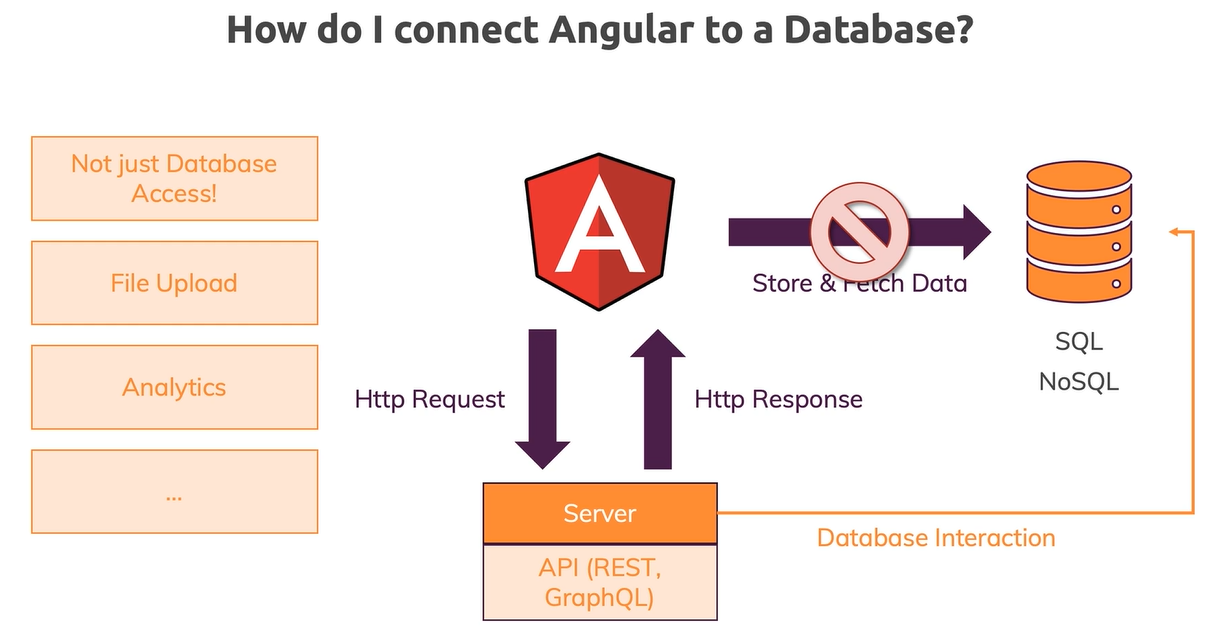 How do I connect Angular to a Database?
Not just Database
Access!
File Upload
Analytics
...
A
Store & Fetch Data
SQL
NoSQL
Http Request
Http Response
Server
API (REST,
GraphQL)
Database Interaction